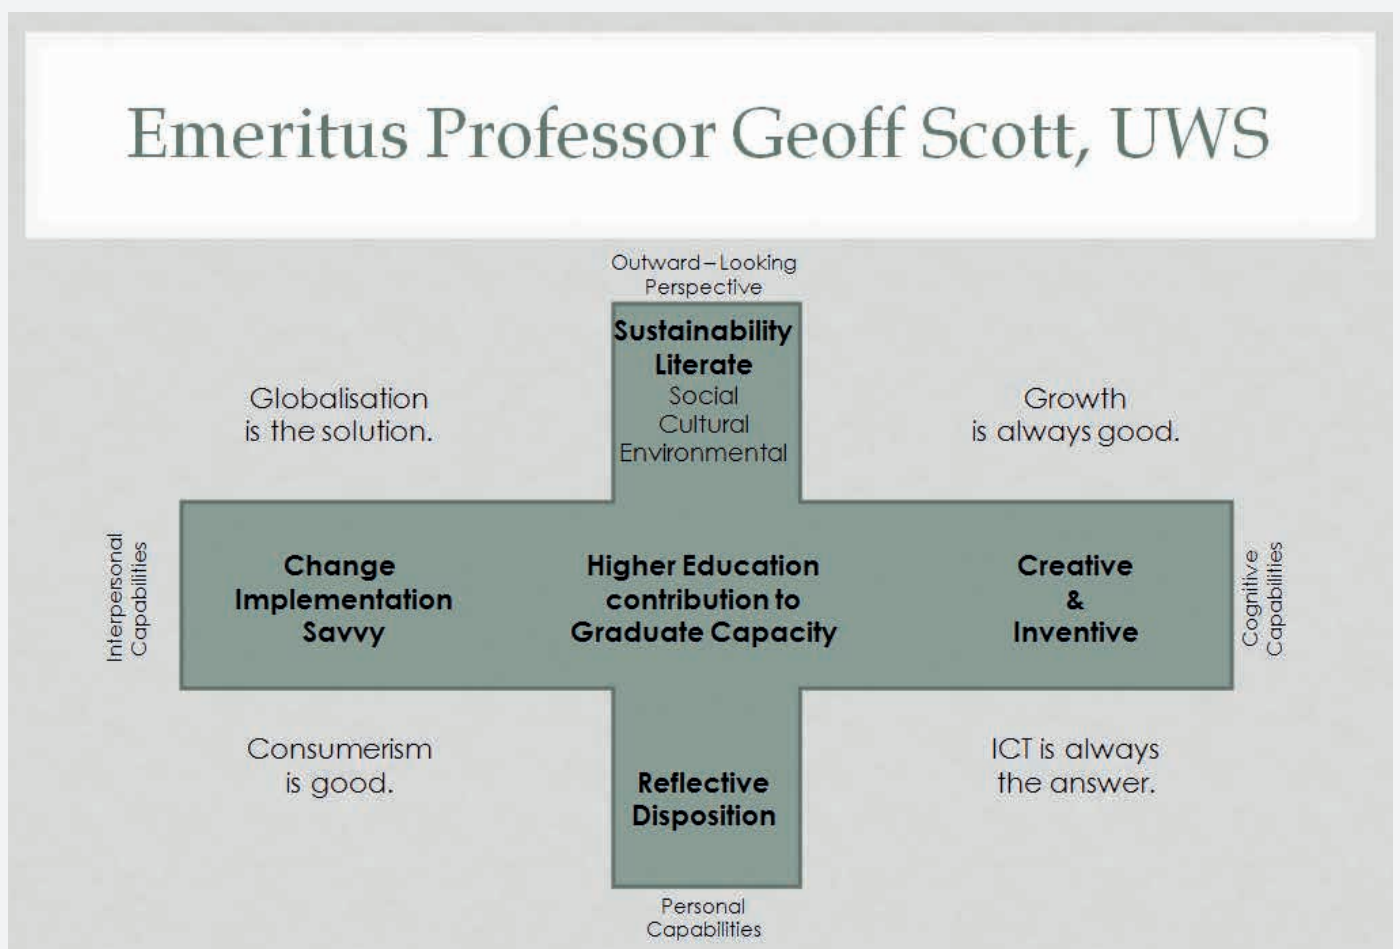 Emeritus Professor Geoff Scott, UWS
Outward – Looking
Perspective
Sustainability
Literate
Social
Cultural
Environmental
Globalisation
is the solution.
Growth
is always good.
Interpersonal
Capabilities
Change
Implementation
Savvy
Higher Education
contribution to
Graduate Capacity
Creative
&
Inventive
Cognitive
Capabilities
Consumerism
is good.
Reflective
Disposition
ICT is always
the answer.
Personal
Capabilities